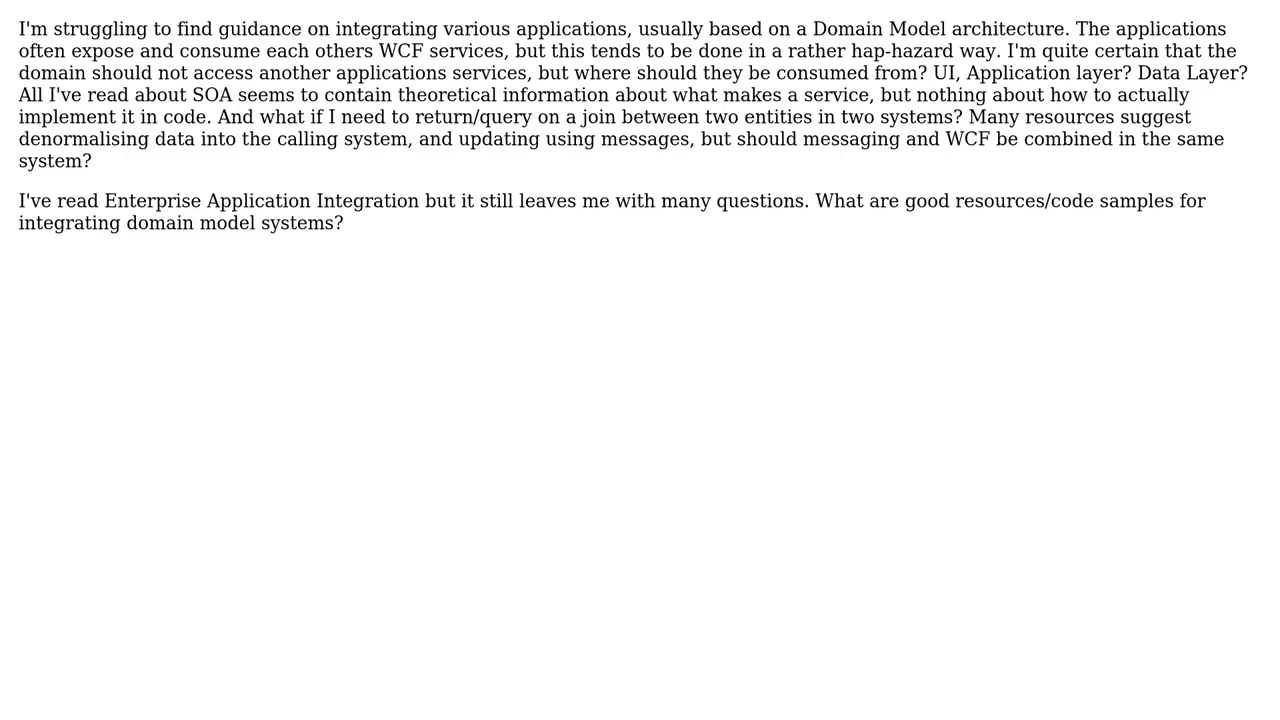 I'm struggling to find guidance on integrating various applications, usually based on a Domain Model architecture. The applications
often expose and consume each others WCF services, but this tends to be done in a rather hap-hazard way. I'm quite certain that the
domain should not access another applications services, but where should they be consumed from? UI, Application layer? Data Layer?
All I've read about SOA seems to contain theoretical information about what makes a service, but nothing about how to actually
implement it in code. And what if I need to return/query on a join between two entities in two systems? Many resources suggest
denormalising data into the calling system, and updating using messages, but should messaging and WCF be combined in the same
system?
I've read Enterprise Application Integration but it still leaves me with many questions. What are good resources/code samples for
integrating domain model systems?